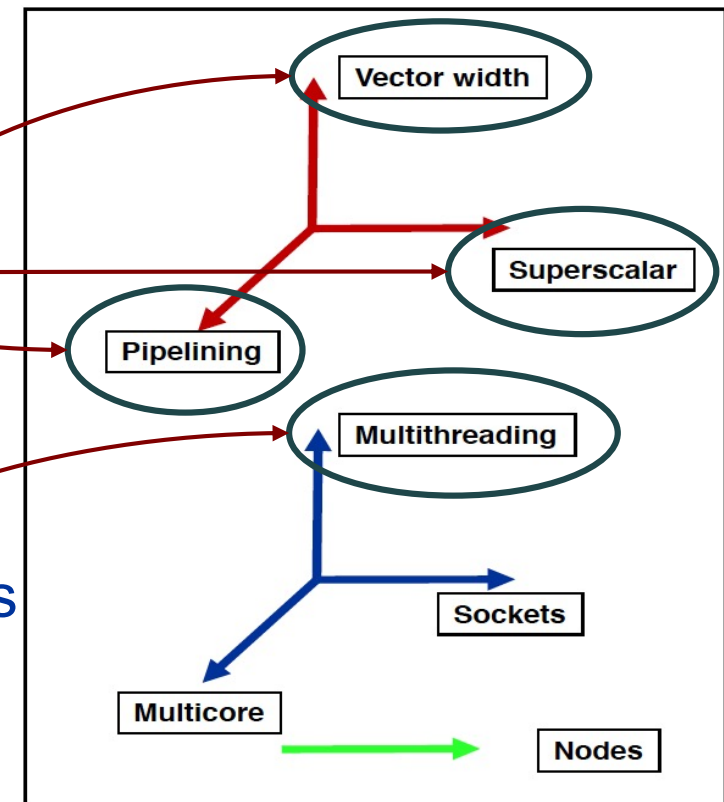 Vector width
Superscalar
Pipelining
Multithreading
s
Sockets
Multicore
Nodes